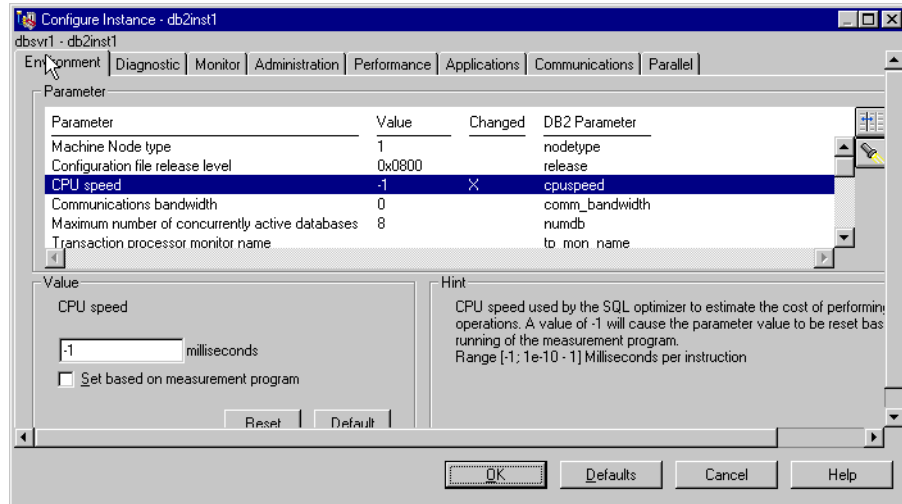 Configure Instance - db2inst1
dbsvr1 - db2inst1
Environment Diagnostic Monitor Administration Performance Applications Communications Parallel
Parameter
Parameter Value Changed DB2 Parameter
Machine Node type 1 nodetype
Configuration file release level 0x0800 release
CPU speed -1 X cpuspeed
Communications bandwidth 0 comm_bandwidth
Maximum number of concurrently active databases 8 numdb
Transaction processor monitor name tp_mon_name
Value
CPU speed
-1 milliseconds
Set based on measurement program
Reset Default
Hint
CPU speed used by the SQL optimizer to estimate the cost of performing
operations. A value of -1 will cause the parameter value to be reset bas
running of the measurement program.
Range [-1; 1e-10 - 1] Milliseconds per instruction
OK Defaults Cancel Help